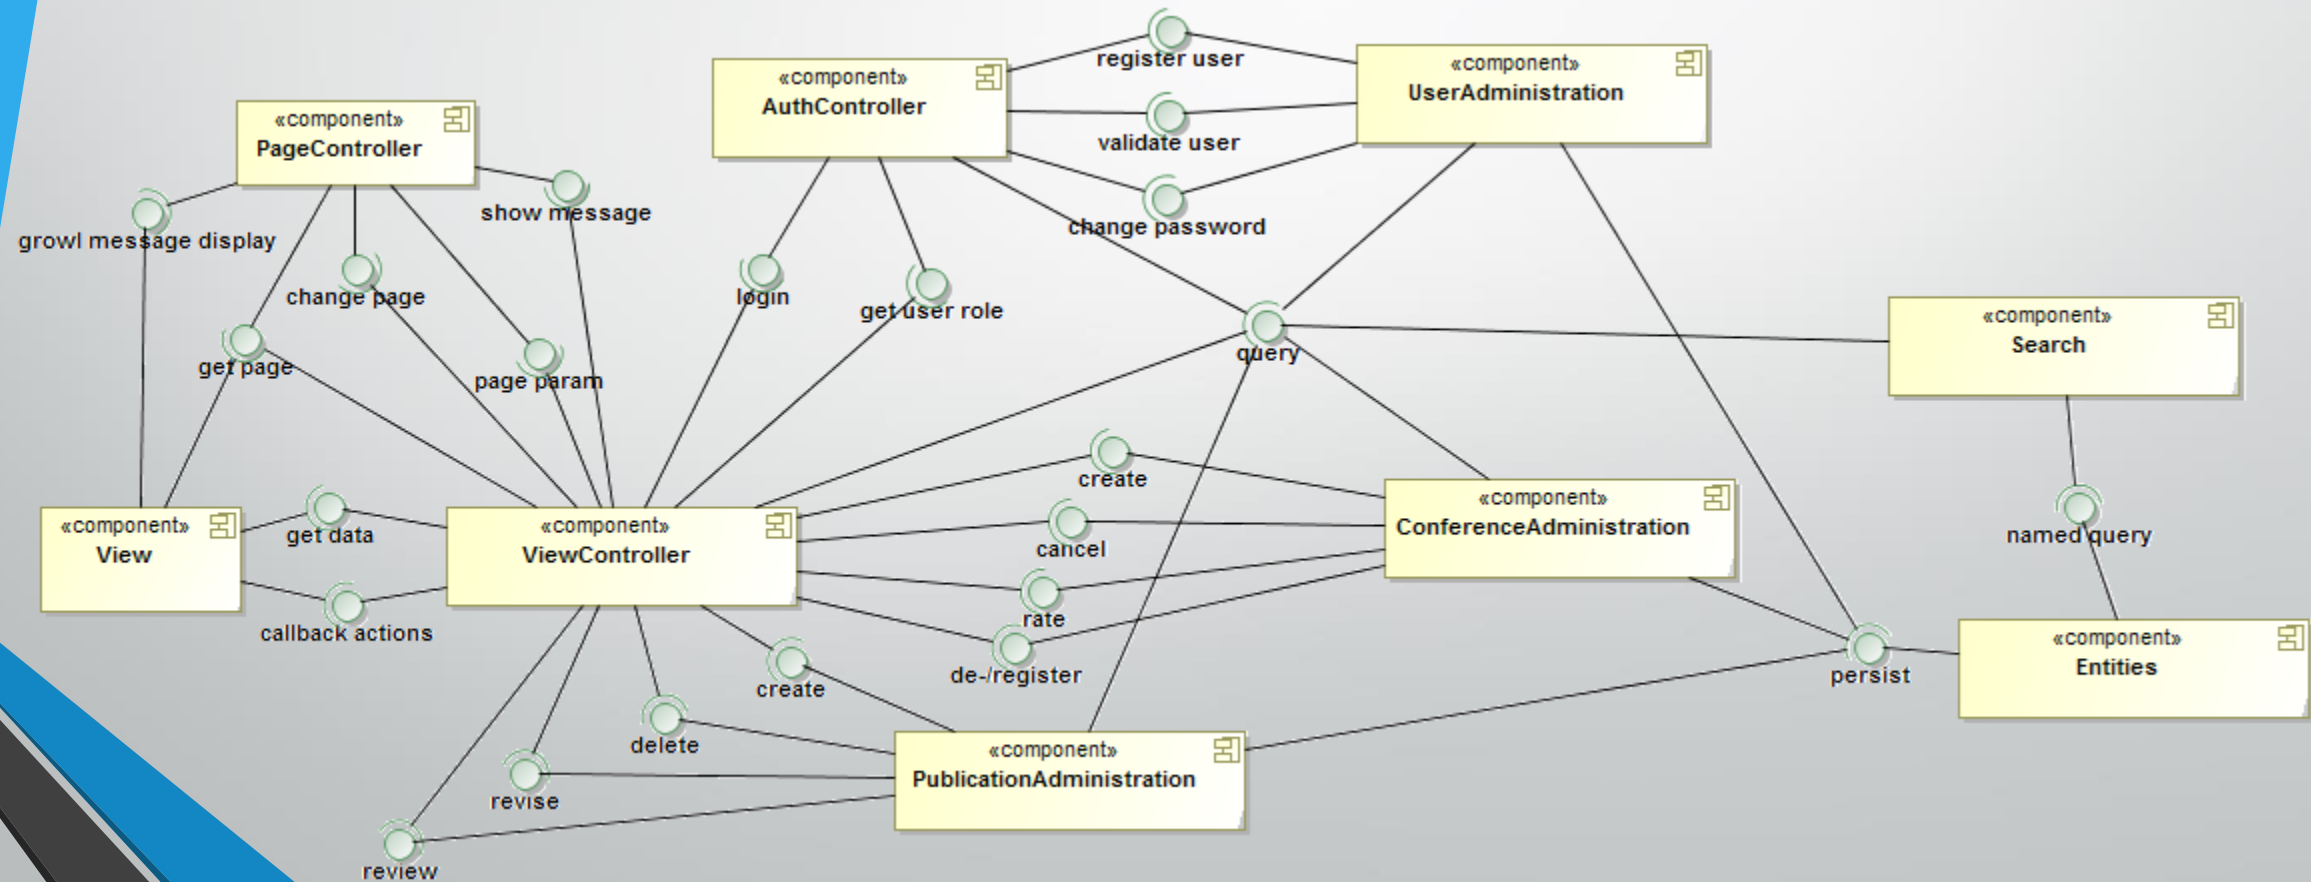 register user
«component»
UserAdministration
«component»
AuthController
«component»
PageController
validate user
show message
change password
growl message display
change page
login
get user role
«component»
Search
query
get page
page param
create
«component»
ConferenceAdministration
«component»
View
get data
«component»
ViewController
cancel
named query
rate
callback actions
de-/register
«component»
Entities
persist
create
delete
«component»
PublicationAdministration
revise
review